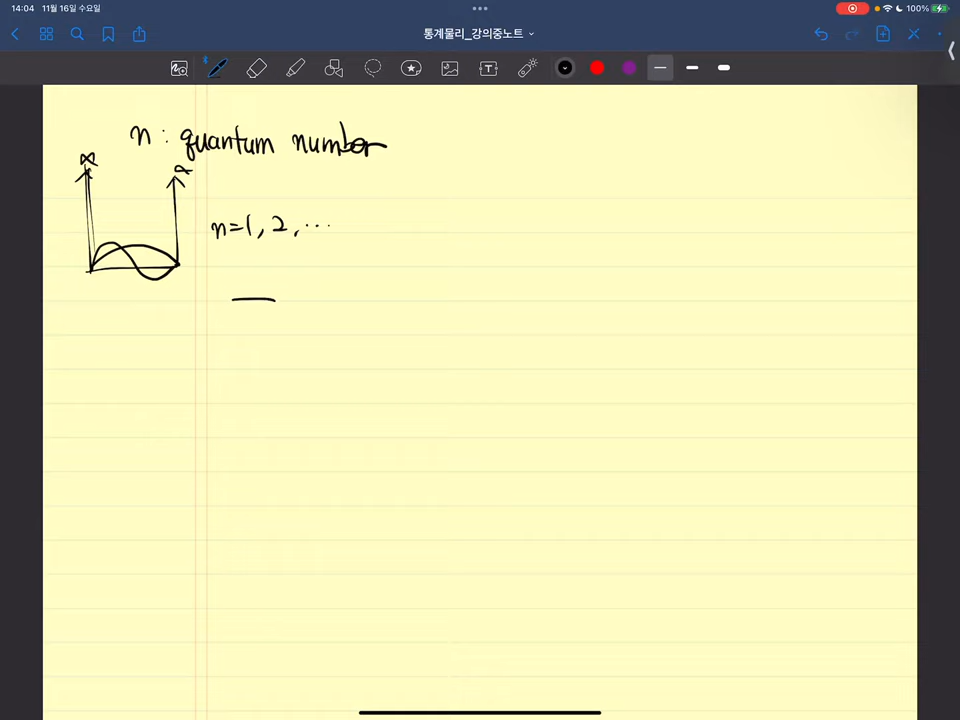 14:04 11월 16일 수요일 100%
통계물리_강의중노트
n : quantum number
∞ ∞
n=1, 2, ...